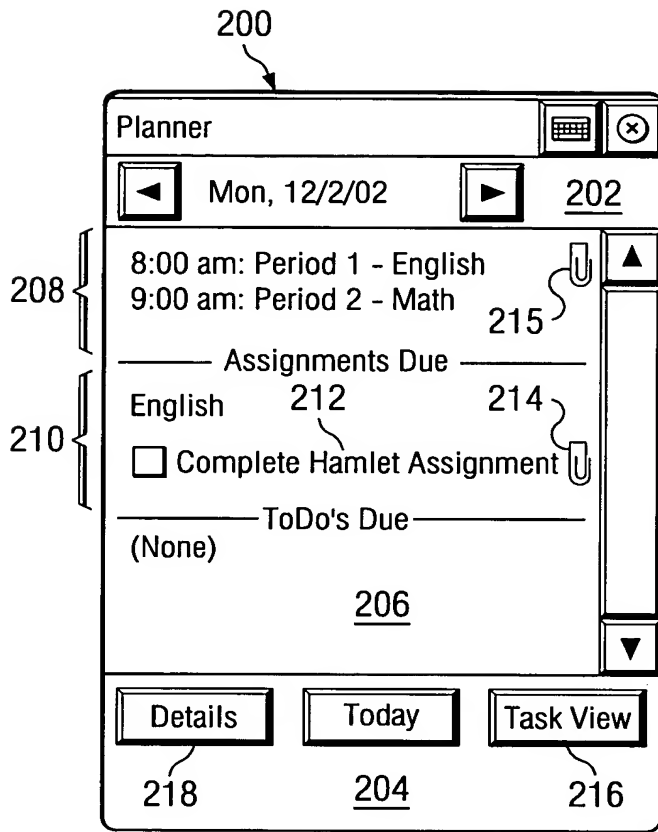 200
Planner
Mon, 12/2/02 202
8:00 am: Period 1 - English
208
9:00 am: Period 2 - Math
215
Assignments Due
English 212 214
210
Complete Hamlet Assignment
ToDo's Due
(None)
206
Details Today Task View
218 204 216